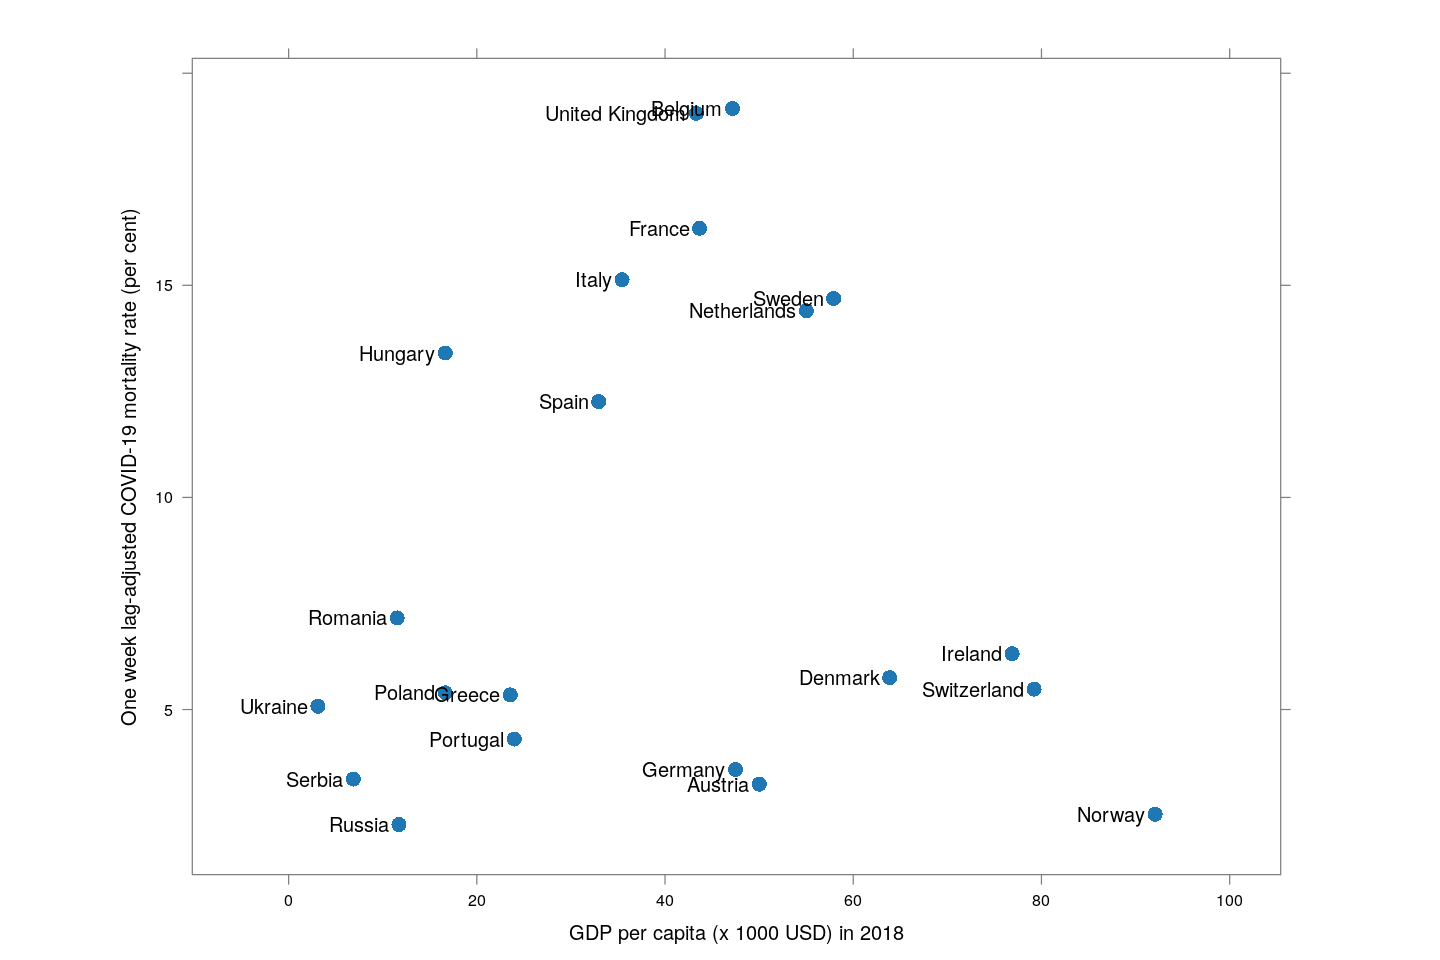 Belgium
United Kingdom
France
Italy
Sweden
Netherlands
Hungary
Spain
Romania
Ireland
Denmark
Switzerland
Poland
Greece
Ukraine
Portugal
Germany
Serbia
Austria
Norway
Russia
15
10
5
0 20 40 60 80 100
GDP per capita (x 1000 USD) in 2018
One week lag-adjusted COVID-19 mortality rate (per cent)